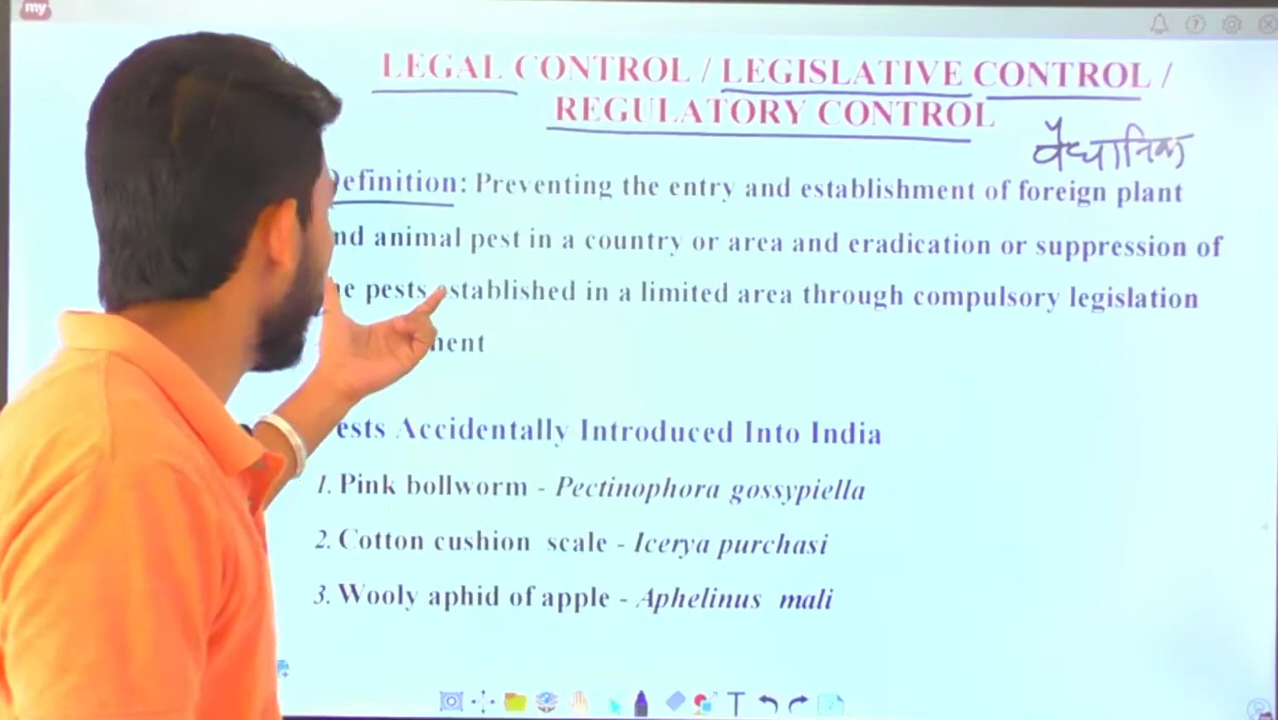 my
LEGAL CONTROL / LEGISLATIVE CONTROL /
REGULATORY CONTROL
वैधानिक
efinition: Preventing the entry and establishment of foreign plant
nd animal pest in a country or area and eradication or suppression of
e pests established in a limited area through compulsory legislation
ment
ests Accidentally Introduced Into India
1. Pink bollworm - Pectinophora gossypiella
2. Cotton cushion scale - Icerya purchasi
3. Wooly aphid of apple - Aphelinus mali
T